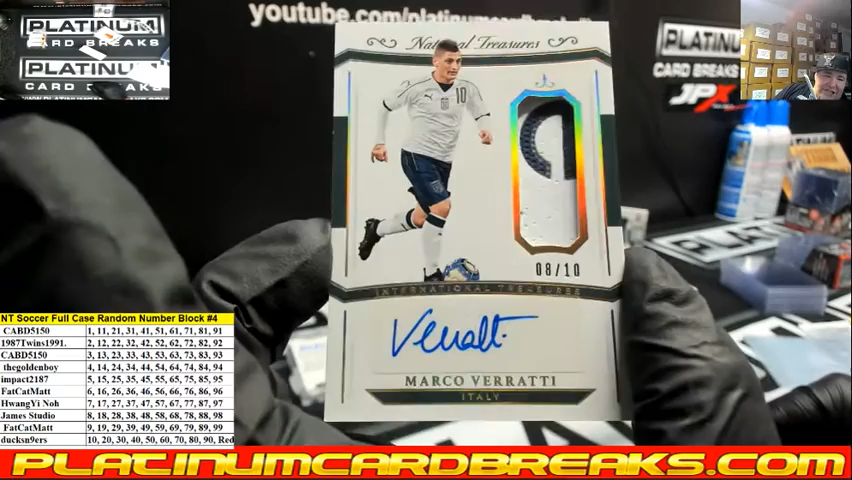 youtube.com/platinumcardbreaks
PLATINUM
CARD BREAKS
PLATINUM
CARD BREAKS
PLATINUM
CARD BREAKS
JPX
National Treasures
10
08/10
INTERNATIONAL TREASURES
Verratti
MARCO VERRATTI
ITALY
NT Soccer Full Case Random Number Block #4
CABD5150 1, 11, 21, 31, 41, 51, 61, 71, 81, 91
1987Twins1991. 2, 12, 22, 32, 42, 52, 62, 72, 82, 92
CABD5150 3, 13, 23, 33, 43, 53, 63, 73, 83, 93
thegoldenboy 4, 14, 24, 34, 44, 54, 64, 74, 84, 94
impact2187 5, 15, 25, 35, 45, 55, 65, 75, 85, 95
FatCatMatt 6, 16, 26, 36, 46, 56, 66, 76, 86, 96
HwangYi Noh 7, 17, 27, 37, 47, 57, 67, 77, 87, 97
James Studio 8, 18, 28, 38, 48, 58, 68, 78, 88, 98
FatCatMatt 9, 19, 29, 39, 49, 59, 69, 79, 89, 99
ducksn9ers 10, 20, 30, 40, 50, 60, 70, 80, 90, Red
PLATINUMCARDBREAKS.COM